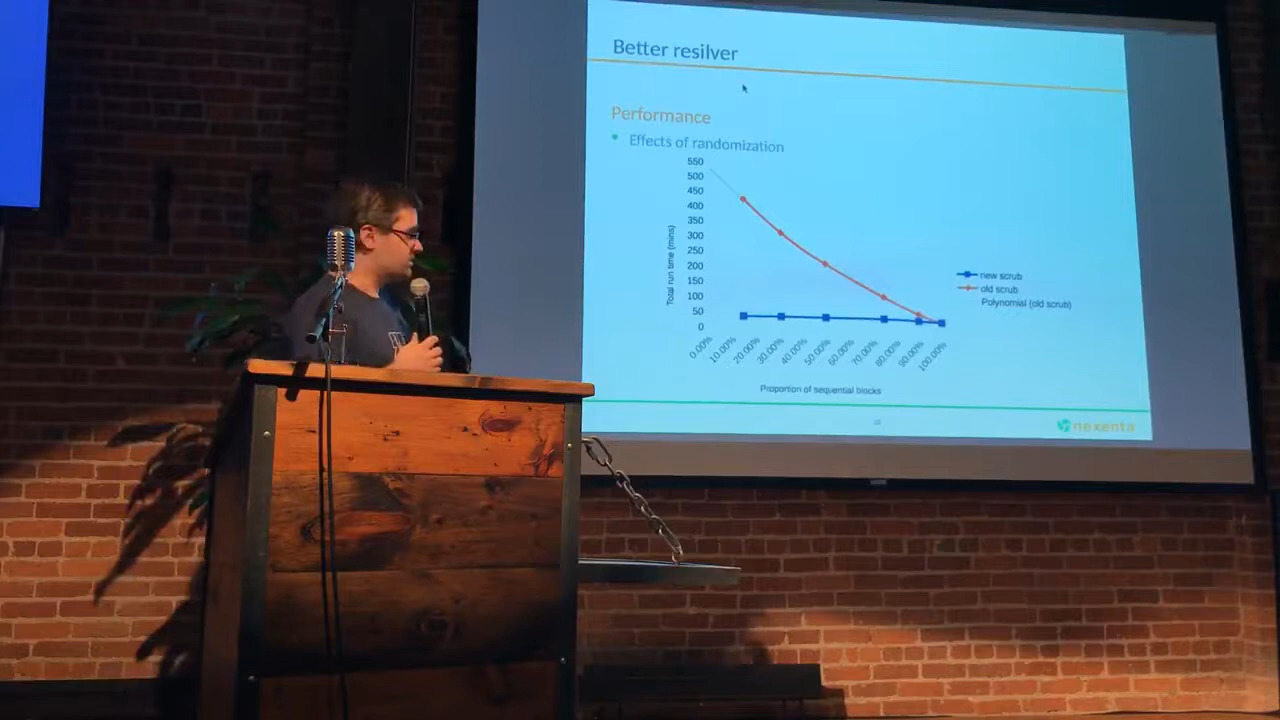 Better resilver
Performance
Effects of randomization
550
500
450
400
350
300
250
200
150
100
50
0
Total run time (mins)
0.00%
10.00%
20.00%
30.00%
40.00%
50.00%
60.00%
70.00%
80.00%
90.00%
100.00%
Proportion of sequential blocks
new scrub
old scrub
Polynomial (old scrub)
nexenta